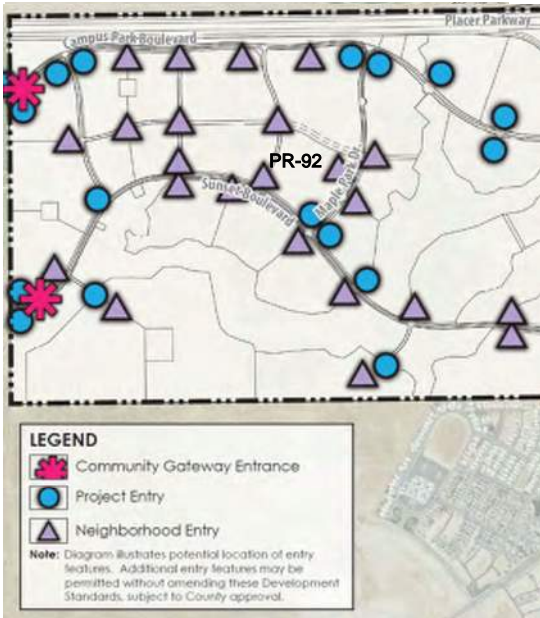 Placer Parkway
Campus Park Boulevard
PR-92
Sunset Boulevard
Maple Park Dr.
LEGEND
Community Gateway Entrance
Project Entry
Neighborhood Entry
Note: Diagram illustrates potential location of entry
features. Additional entry features may be
permitted without amending these Development
Standards, subject to County approval.